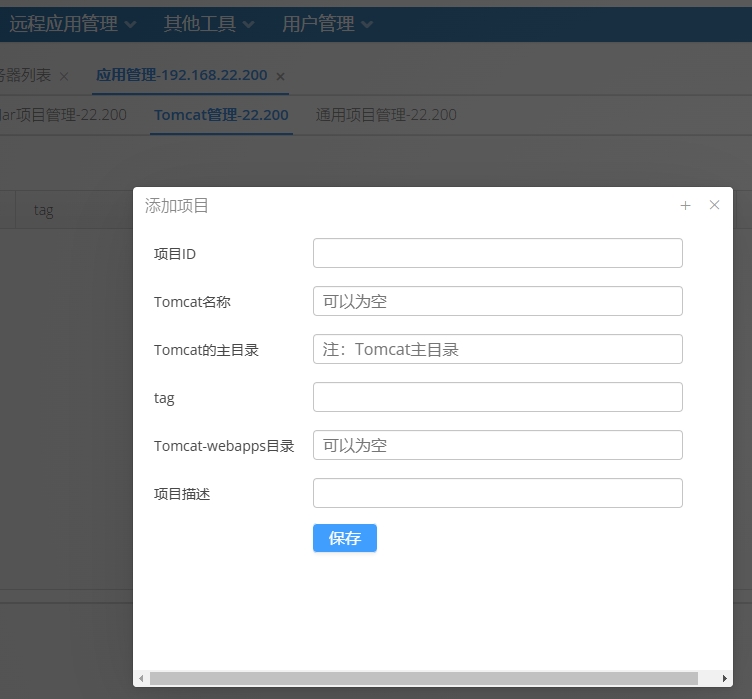 远程应用管理 其他工具 用户管理
务器列表 × 应用管理-192.168.22.200 ×
Jar项目管理-22.200 Tomcat管理-22.200 通用项目管理-22.200
tag
添加项目
项目ID
Tomcat名称 可以为空
Tomcat的主目录 注：Tomcat主目录
tag
Tomcat-webapps目录 可以为空
项目描述
保存